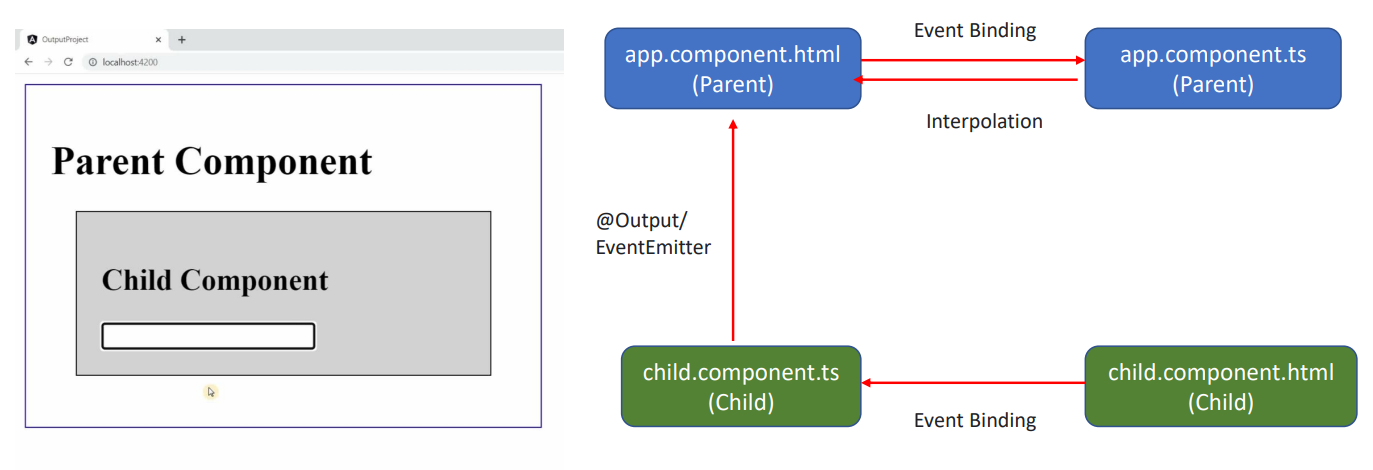 OutputProject
localhost:4200
Parent Component
Child Component
Event Binding
app.component.html
(Parent)
app.component.ts
(Parent)
Interpolation
@Output/
EventEmitter
child.component.ts
(Child)
child.component.html
(Child)
Event Binding